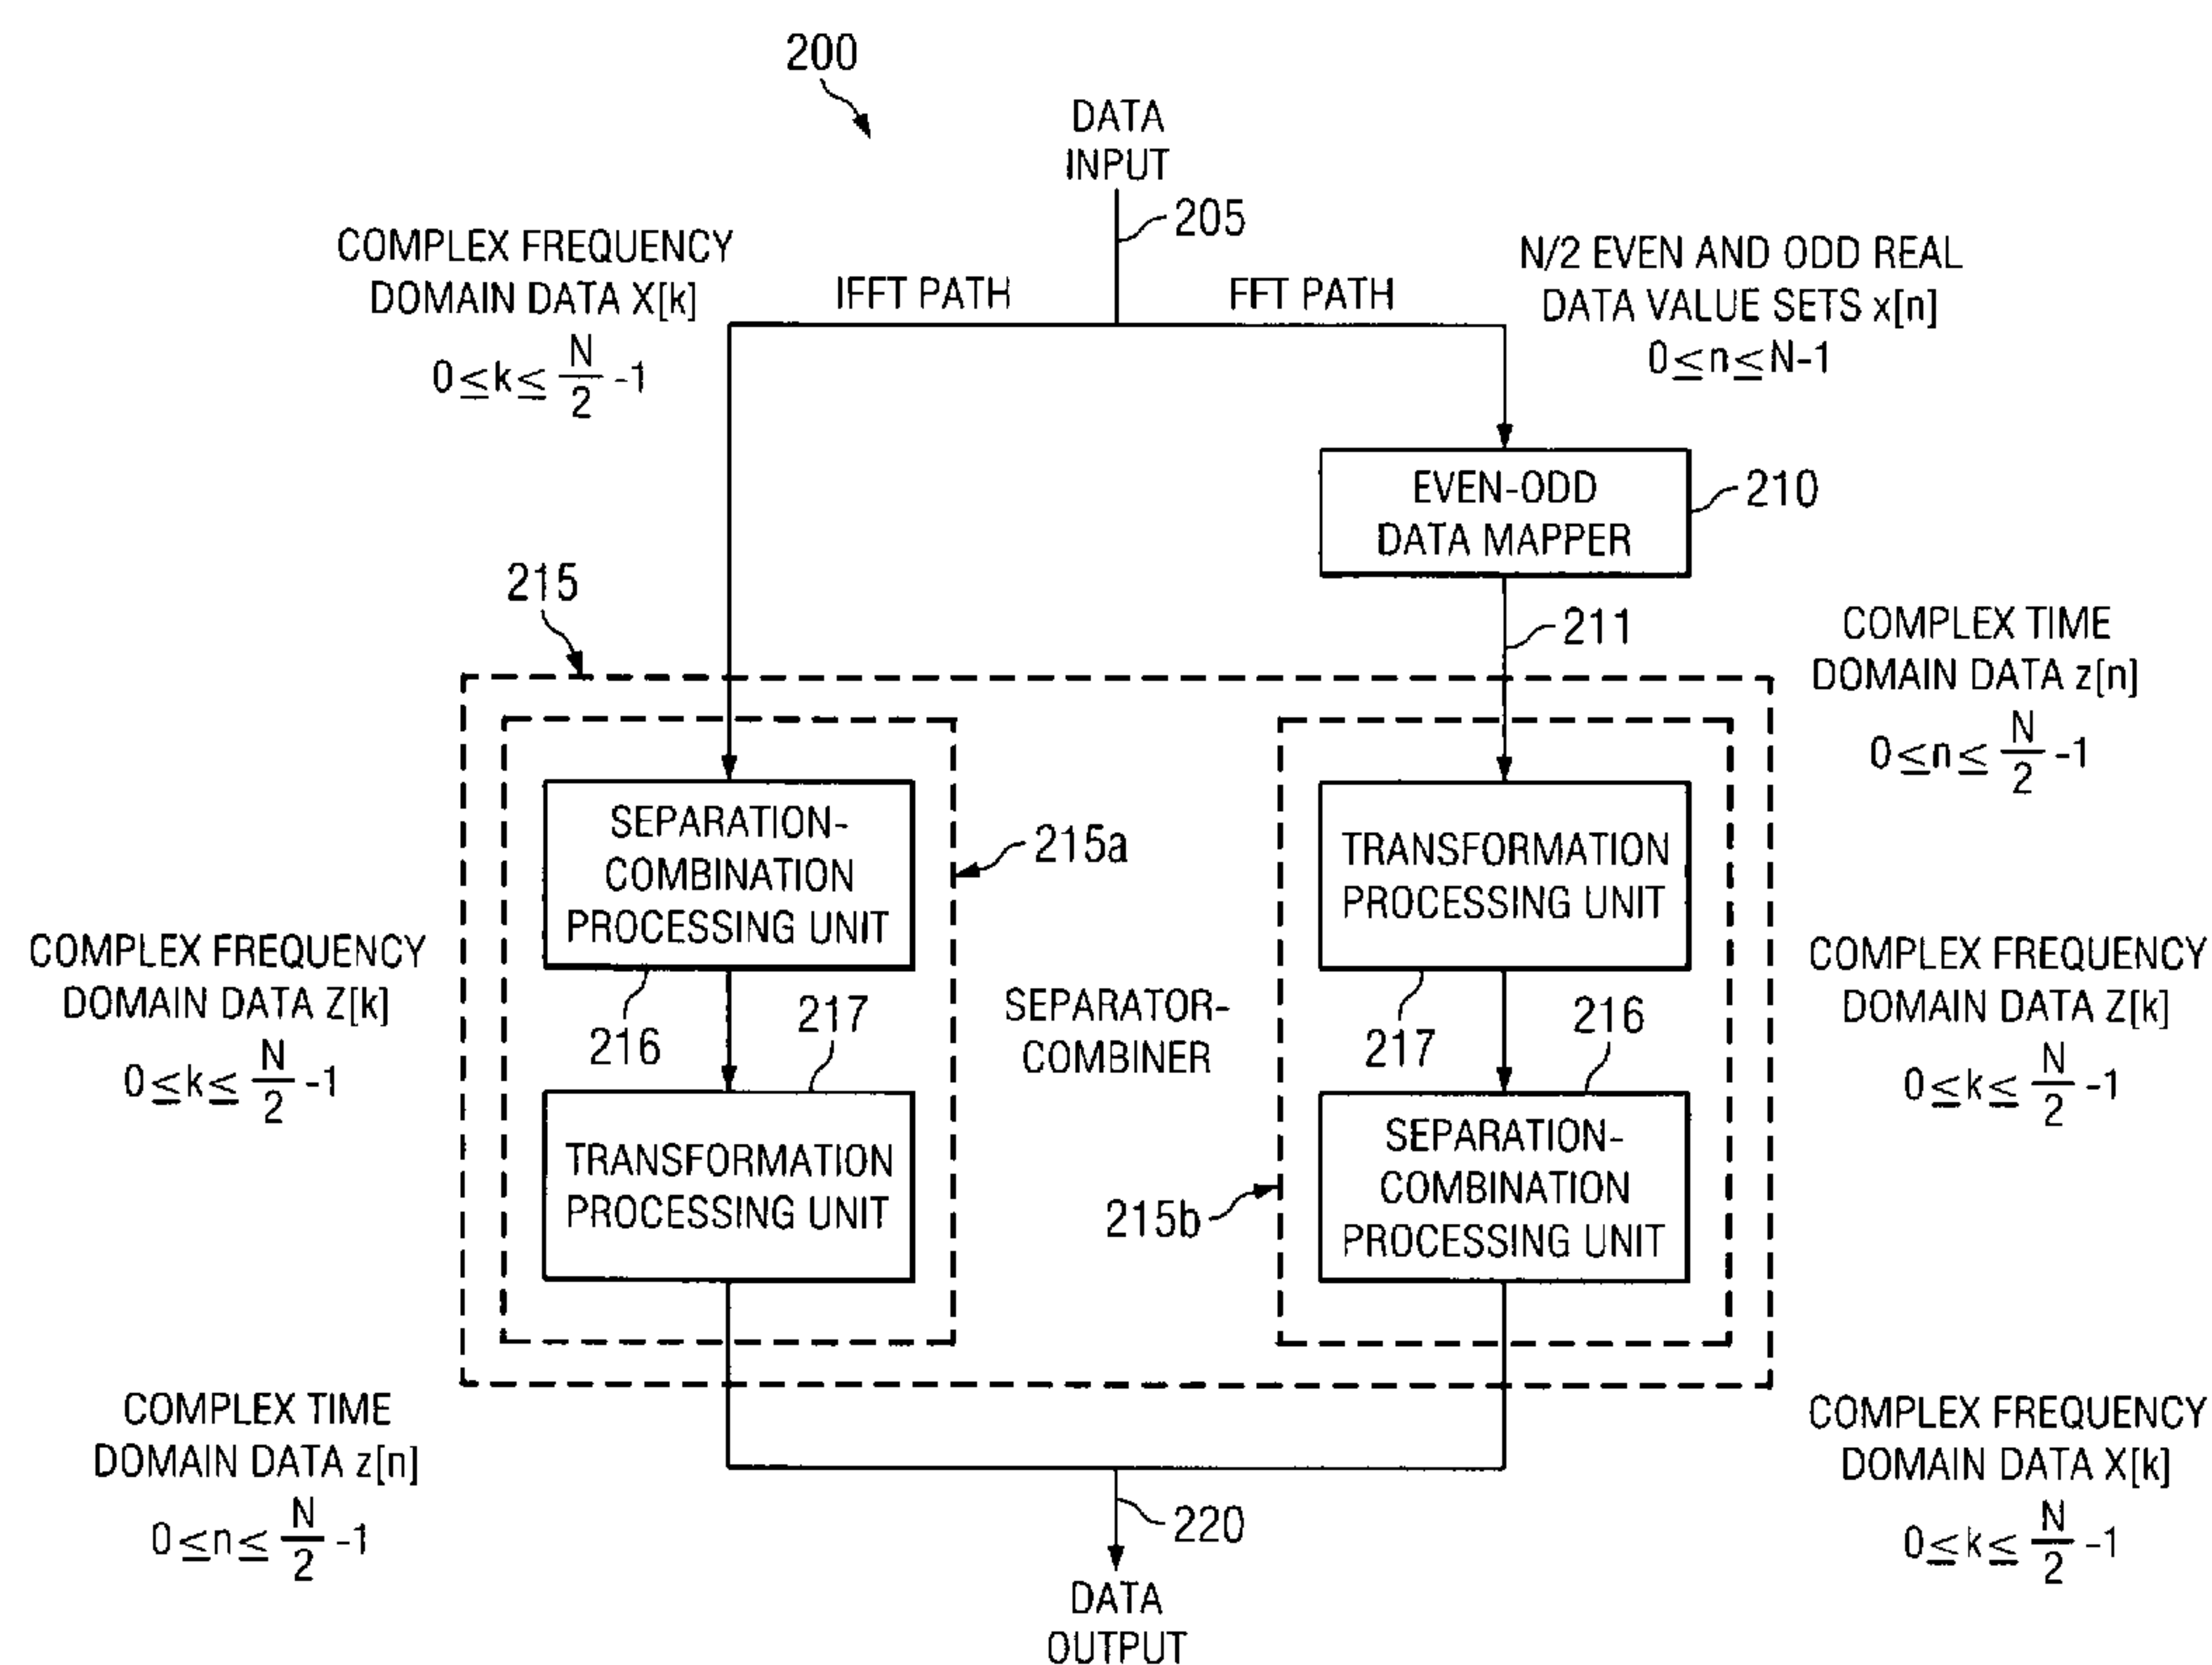 200
DATA
INPUT
205
COMPLEX FREQUENCY
DOMAIN DATA X[k]
0≤k≤ N/2 -1
IFFT PATH
FFT PATH
N/2 EVEN AND ODD REAL
DATA VALUE SETS x[n]
0≤n≤N-1
EVEN-ODD
DATA MAPPER
210
211
215
COMPLEX TIME
DOMAIN DATA z[n]
0≤n≤ N/2 -1
SEPARATION-
COMBINATION
PROCESSING UNIT
215a
TRANSFORMATION
PROCESSING UNIT
COMPLEX FREQUENCY
DOMAIN DATA Z[k]
0≤k≤ N/2 -1
216
217
SEPARATOR-
COMBINER
217
216
COMPLEX FREQUENCY
DOMAIN DATA Z[k]
0≤k≤ N/2 -1
TRANSFORMATION
PROCESSING UNIT
215b
SEPARATION-
COMBINATION
PROCESSING UNIT
COMPLEX TIME
DOMAIN DATA z[n]
0≤n≤ N/2 -1
220
COMPLEX FREQUENCY
DOMAIN DATA X[k]
0≤k≤ N/2 -1
DATA
OUTPUT